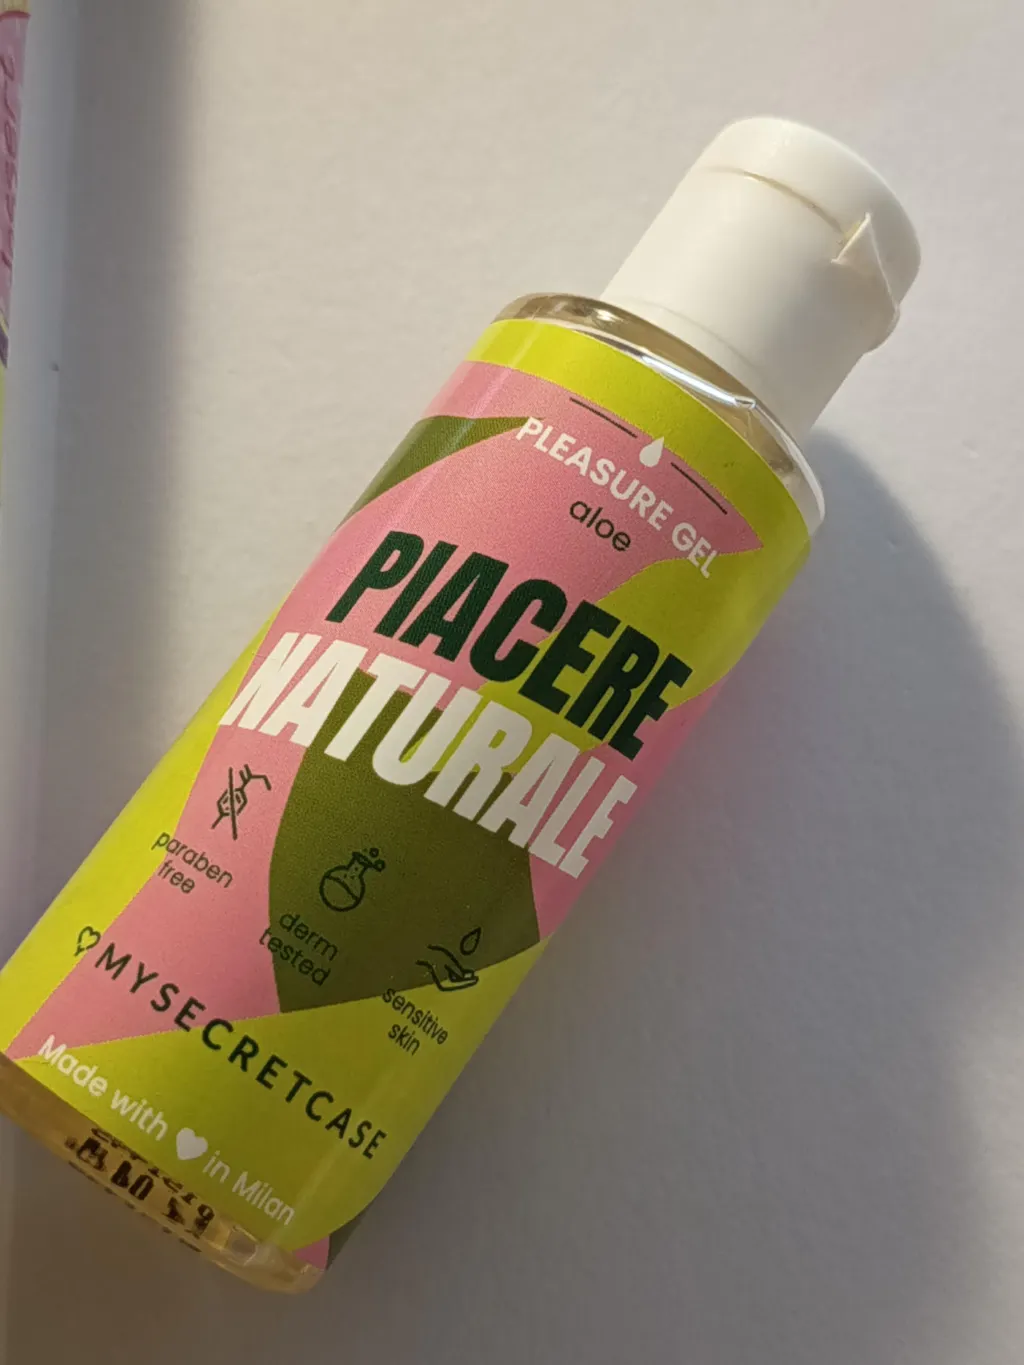 PLEASURE GEL
aloe
PIACERE
NATURALE
paraben
free
derm
tested
sensitive
skin
MYSECRETCASE
Made with in Milan